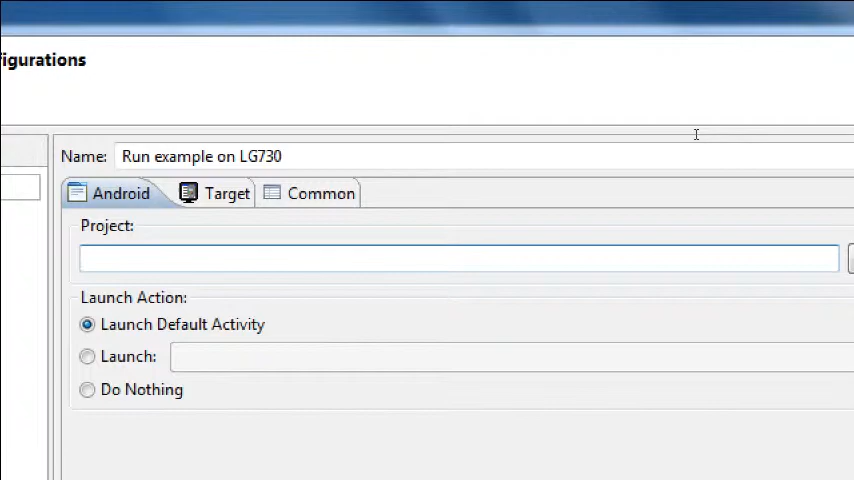 figurations
Name: Run example on LG730
Android Target Common
Project:
Launch Action:
Launch Default Activity
Launch:
Do Nothing